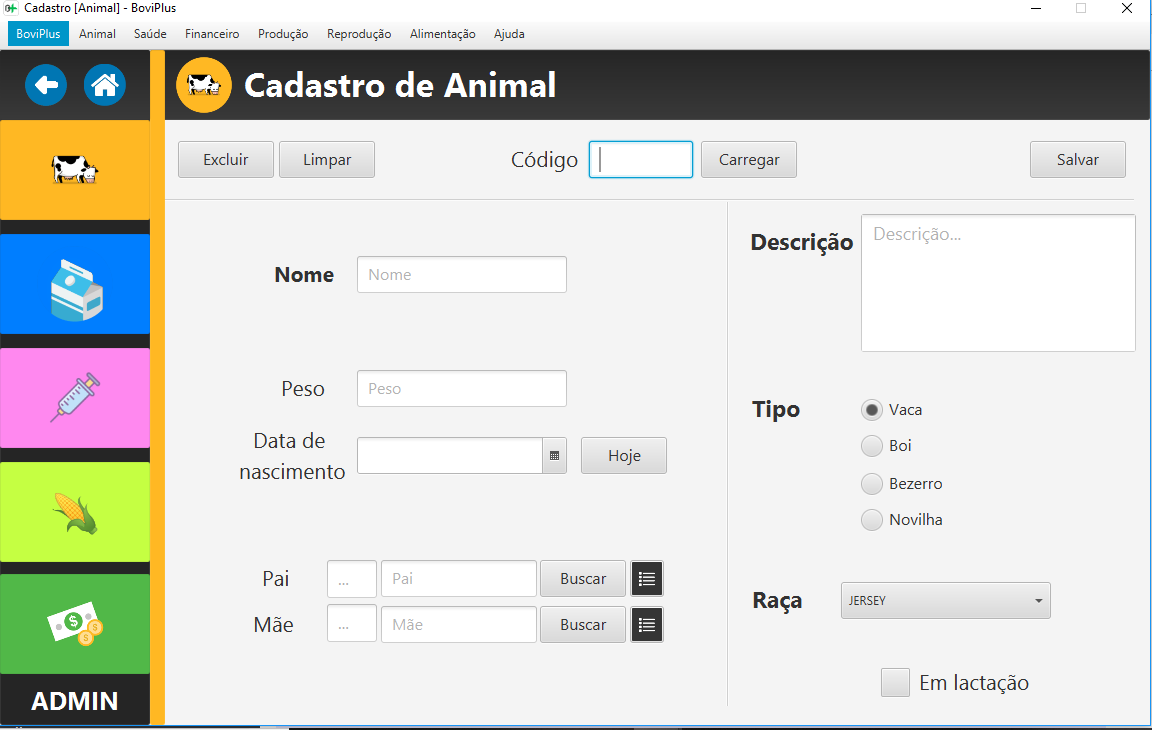 Cadastro [Animal] - BoviPlus
BoviPlus Animal Saúde Financeiro Produção Reprodução Alimentação Ajuda
Cadastro de Animal
Excluir Limpar Código Carregar Salvar
Nome Nome
Descrição Descrição...
Peso Peso
Data de
nascimento Hoje
Tipo Vaca
Boi
Bezerro
Novilha
Pai ... Pai Buscar
Mãe ... Mãe Buscar
Raça JERSEY
Em lactação
ADMIN